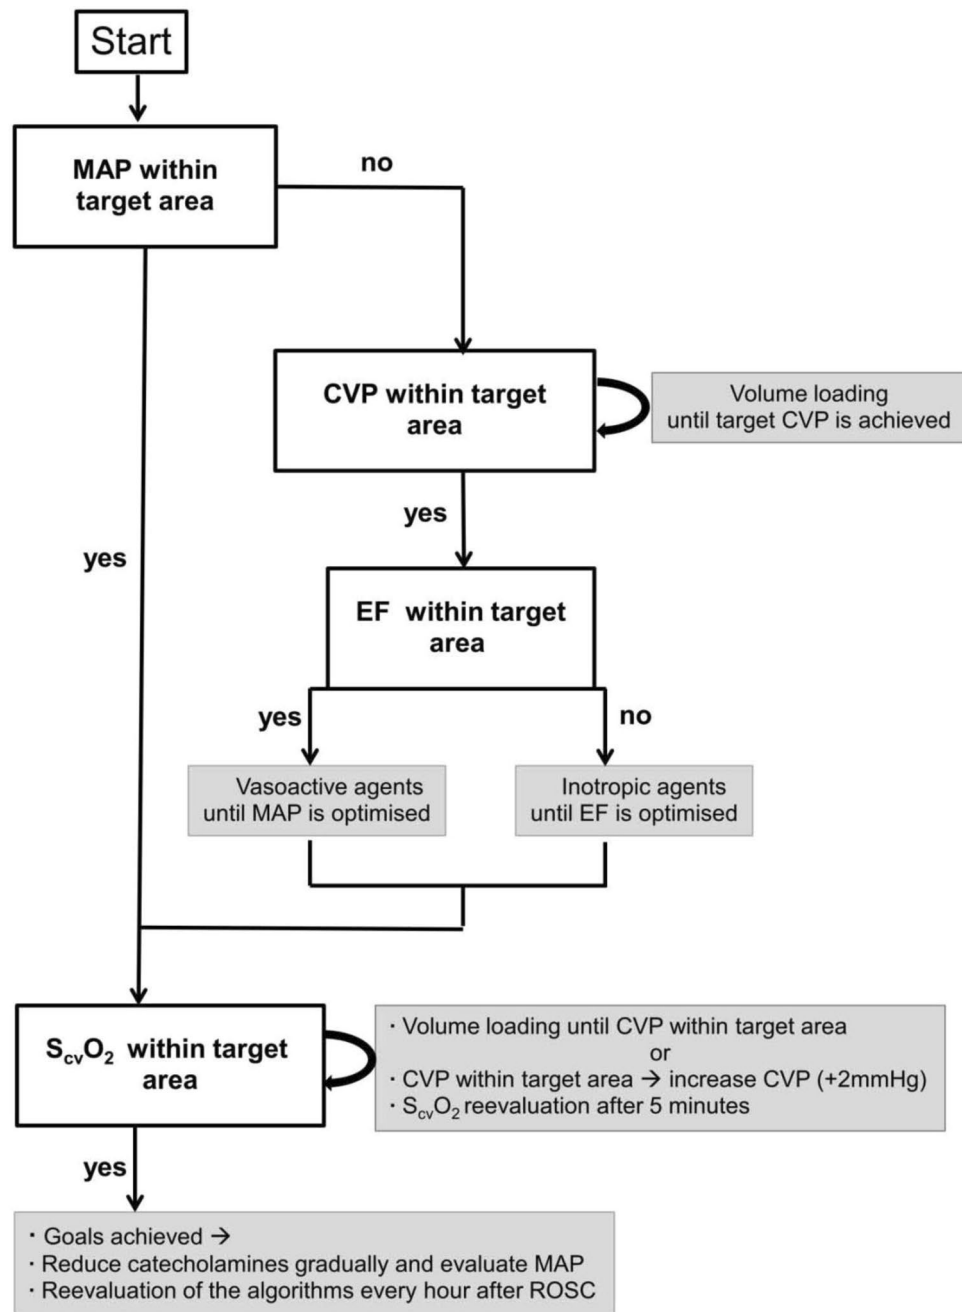 Start
MAP within
target area
no
CVP within target
area
Volume loading
until target CVP is achieved
yes
yes
EF within target
area
yes
no
Vasoactive agents
until MAP is optimised
Inotropic agents
until EF is optimised
ScvO2 within target
area
· Volume loading until CVP within target area
or
· CVP within target area → increase CVP (+2mmHg)
· ScvO2 reevaluation after 5 minutes
yes
· Goals achieved →
· Reduce catecholamines gradually and evaluate MAP
· Reevaluation of the algorithms every hour after ROSC